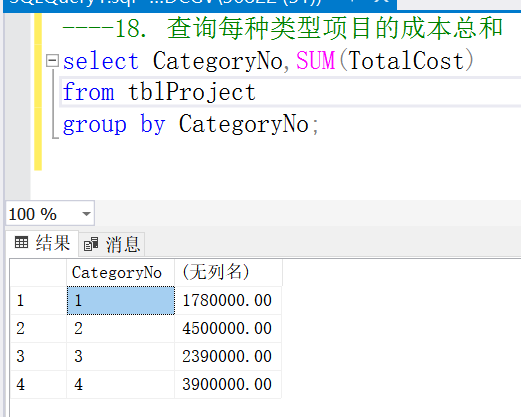 ----18. 查询每种类型项目的成本总和
select CategoryNo,SUM(TotalCost)
from tblProject
group by CategoryNo;
100 %
结果 消息
CategoryNo (无列名)
1 1 1780000.00
2 2 4500000.00
3 3 2390000.00
4 4 3900000.00